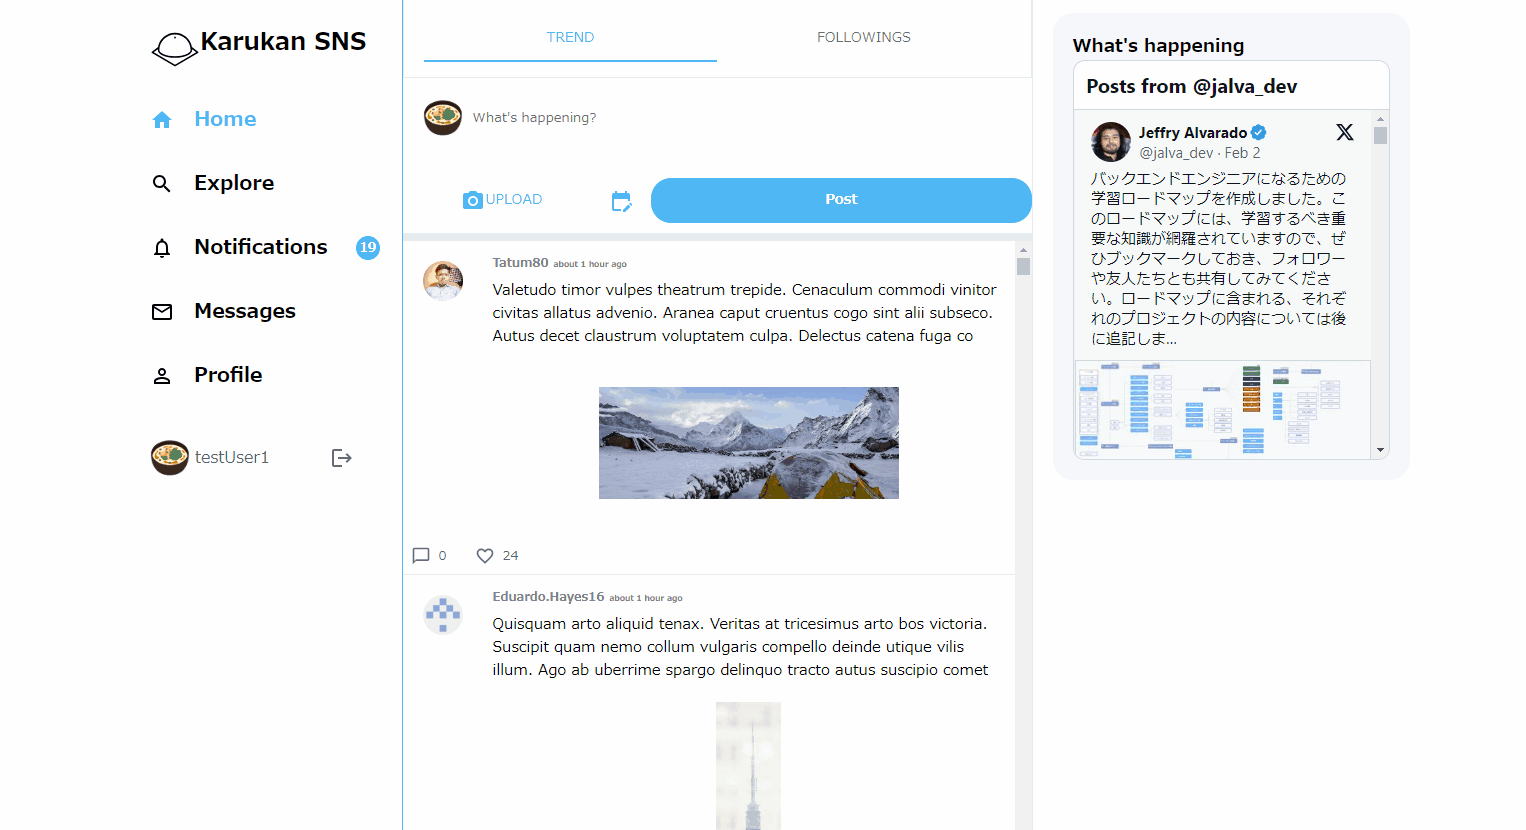 Karukan SNS
Home
Explore
Notifications 19
Messages
Profile
testUser1
TREND FOLLOWINGS
What's happening?
UPLOAD Post
Tatum80 about 1 hour ago
Valetudo timor vulpes theatrum trepide. Cenaculum commodi vinitor
civitas allatus advenio. Aranea caput cruentus cogo sint alii subseco.
Autus decet claustrum voluptatem culpa. Delectus catena fuga co
0 24
Eduardo.Hayes16 about 1 hour ago
Quisquam arto aliquid tenax. Veritas at tricesimus arto bos victoria.
Suscipit quam nemo collum vulgaris compello deinde utique vilis
illum. Ago ab uberrime spargo delinquo tracto autus suscipio comet
What's happening
Posts from @jalva_dev
Jeffry Alvarado
@jalva_dev · Feb 2
バックエンドエンジニアになるための
学習ロードマップを作成しました。こ
のロードマップには、学習するべき重
要な知識が網羅されていますので、ぜ
ひブックマークしておき、フォロワー
や友人たちとも共有してみてくださ
い。ロードマップに含まれる、それぞ
れのプロジェクトの内容については後
に追記しま...